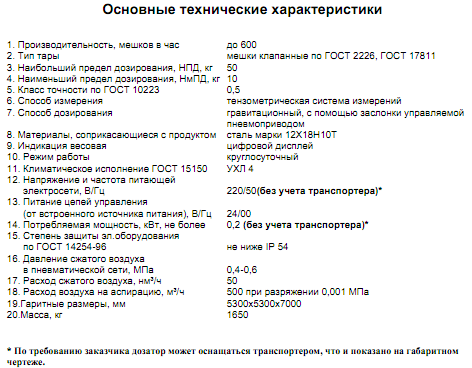 Основные технические характеристики
1. Производительность, мешков в час до 600
2. Тип тары мешки клапанные по ГОСТ 2226, ГОСТ 17811
3. Наибольший предел дозирования, НПД, кг 50
4. Наименьший предел дозирования, НмПД, кг 10
5. Класс точности по ГОСТ 10223 0,5
6. Способ измерения тензометрическая система измерений
7. Способ дозирования гравитационный, с помощью заслонки управляемой
пневмоприводом
8. Материалы, соприкасающиеся с продуктом сталь марки 12Х18Н10Т
9. Индикация весовая цифровой дисплей
10. Режим работы круглосуточный
11. Климатическое исполнение ГОСТ 15150 УХЛ 4
12. Напряжение и частота питающей
электросети, В/Гц 220/50(без учета транспортера)*
13. Питание цепей управления
(от встроенного источника питания), В/Гц 24/00
14. Потребляемая мощность, кВт, не более 0,2 (без учета транспортера)*
15. Степень защиты эл.оборудования
по ГОСТ 14254-96 не ниже IP 54
16. Давление сжатого воздуха
в пневматической сети, МПа 0,4-0,6
17. Расход сжатого воздуха, нм³/ч 50
18. Расход воздуха на аспирацию, м³/ч 500 при разряжении 0,001 МПа
19.Гаритные размеры, мм 5300х5300х7000
20.Масса, кг 1650
* По требованию заказчика дозатор может оснащаться транспортером, что и показано на габаритном
чертеже.